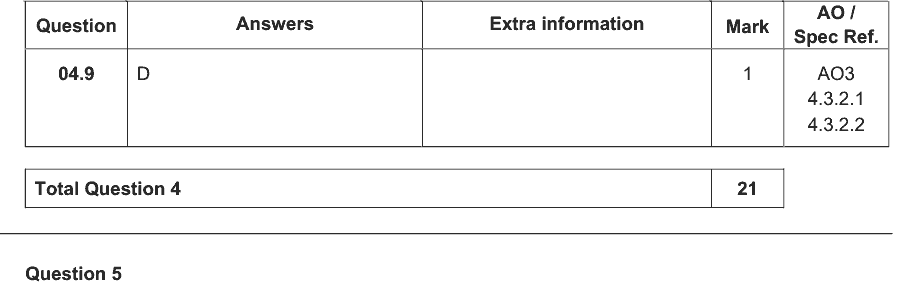 Question Answers Extra information Mark AO / Spec Ref.
04.9 D 1 AO3
4.3.2.1
4.3.2.2
Total Question 4 21
Question 5